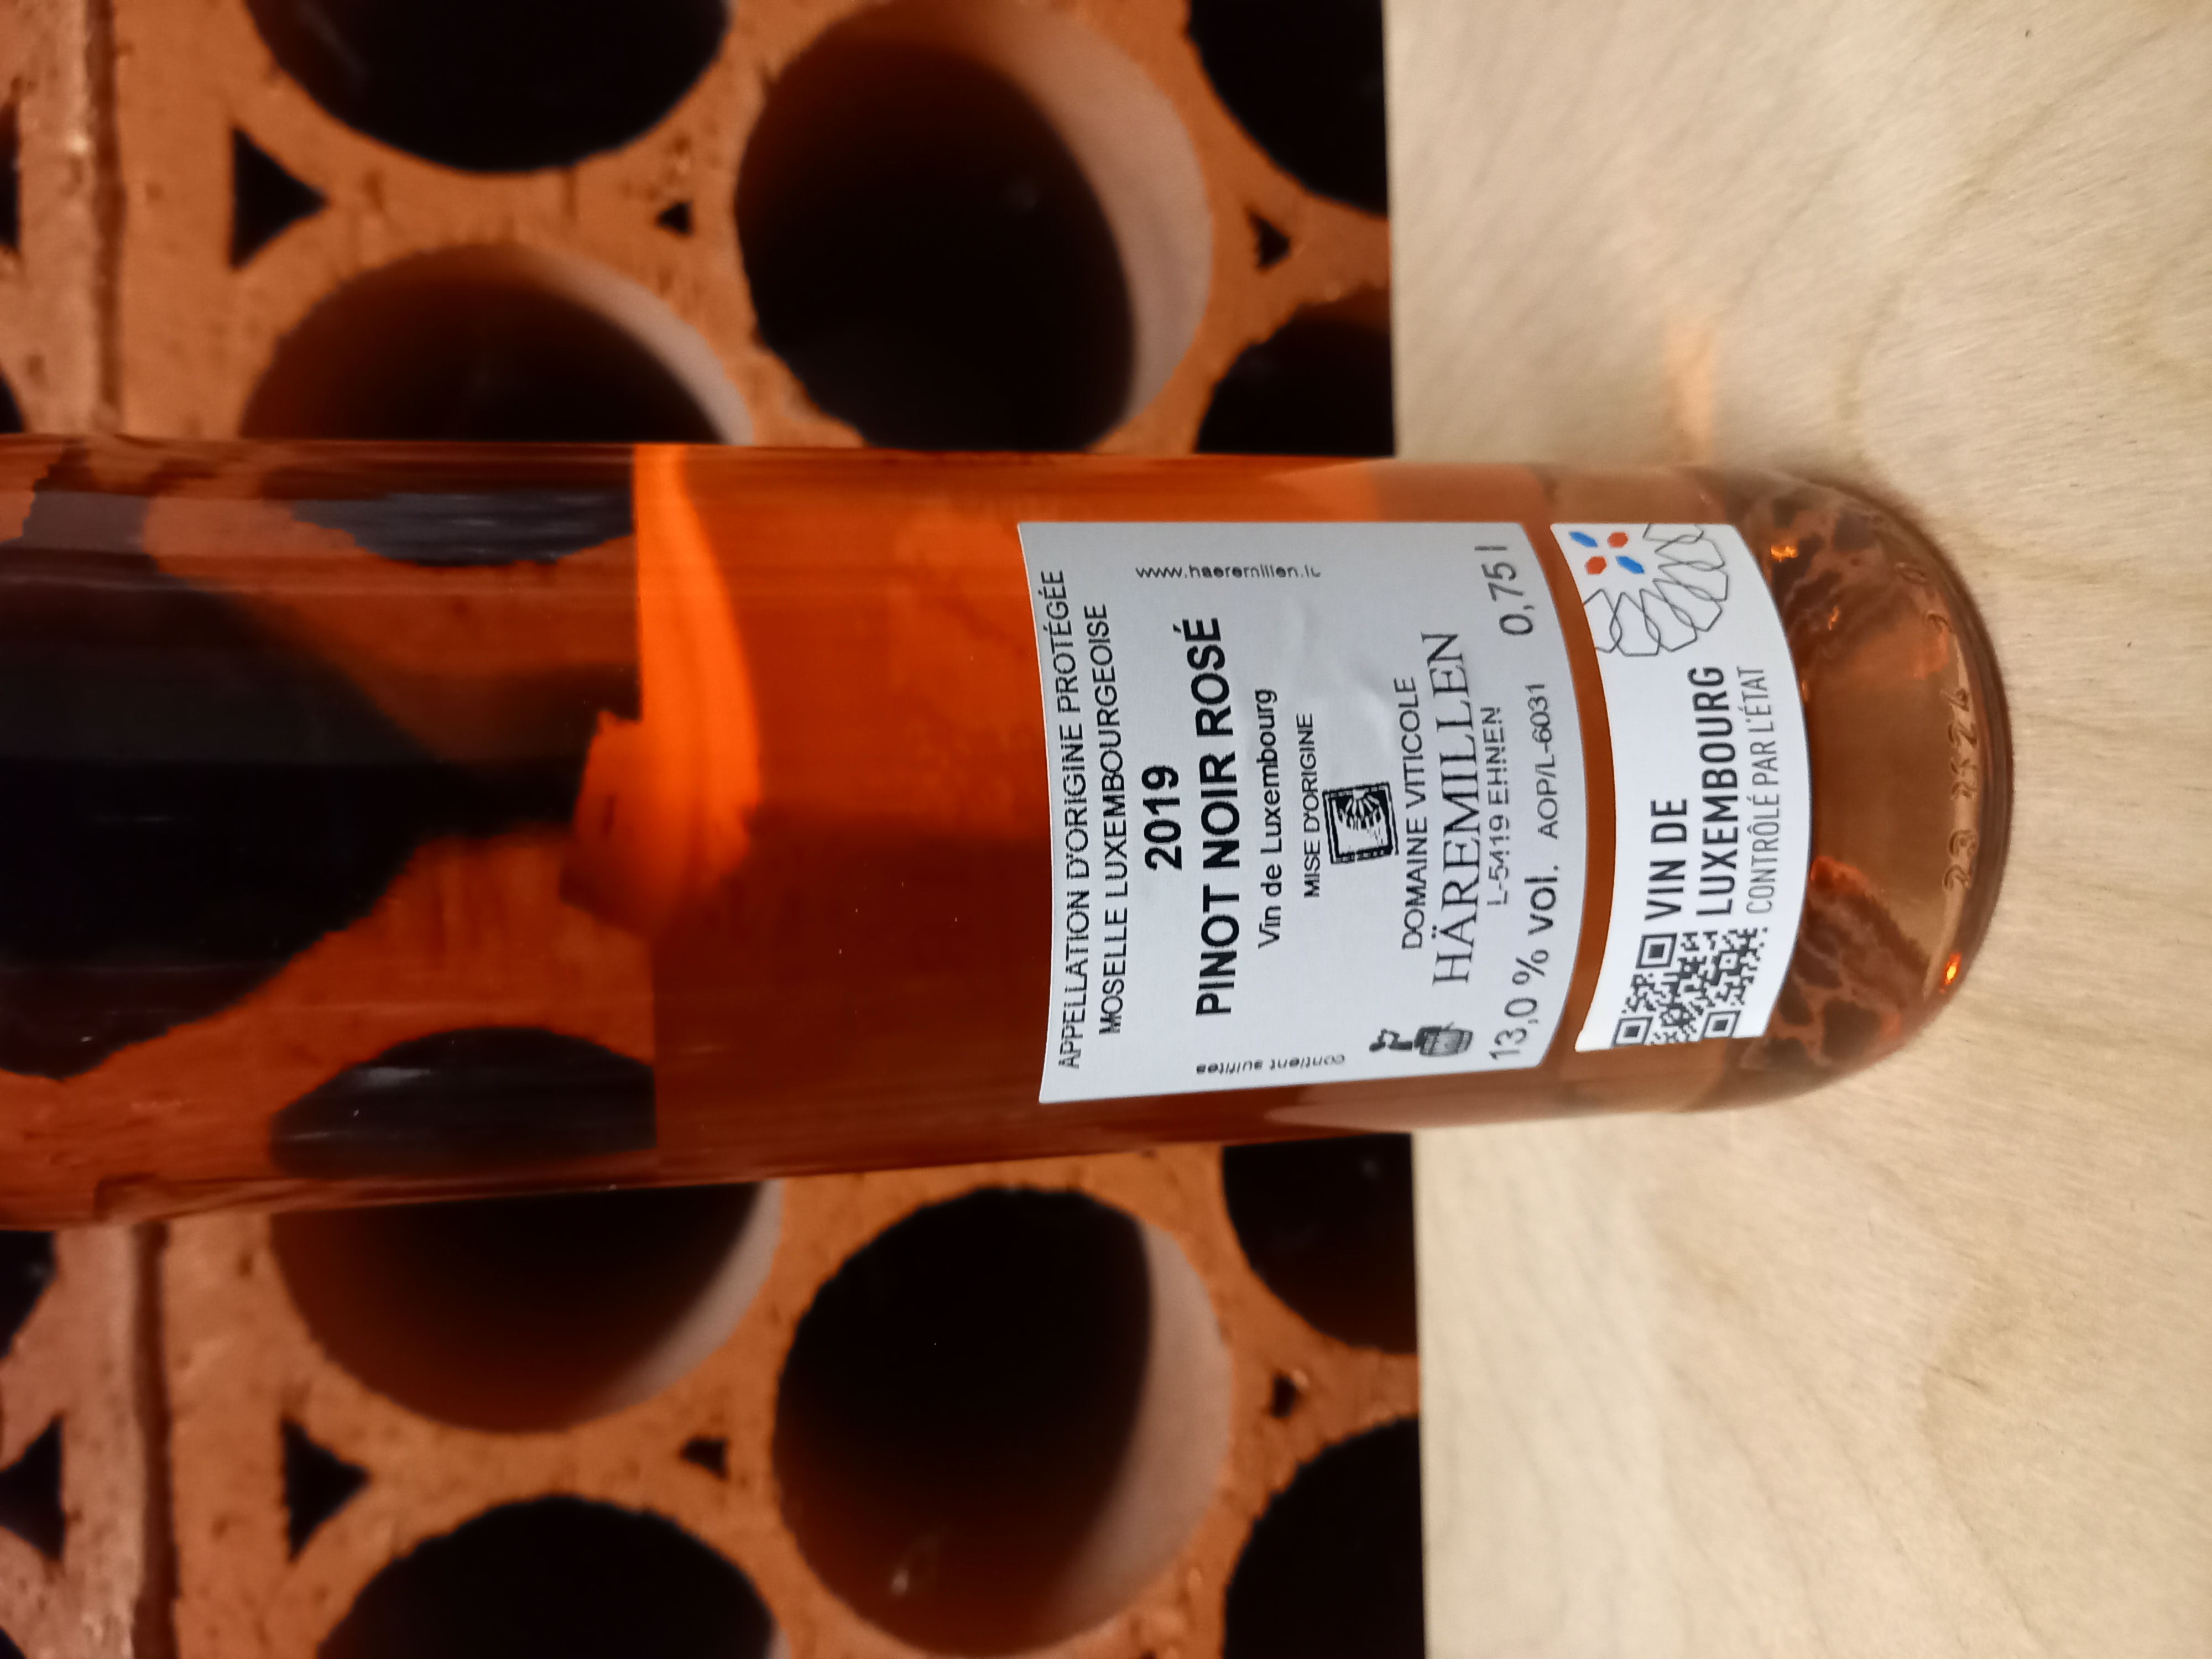 APPELLATION D'ORIGINE PROTÉGÉE
MOSELLE LUXEMBOURGEOISE
2019
PINOT NOIR ROSÉ
Vin de Luxembourg
MISE D'ORIGINE
DOMAINE VITICOLE
HÄREMILLEN
L-5419 EHNEN
13,0 % vol. AOP/L-6031 0,75 l
contient sulfites
www.haeremillen.lu
VIN DE
LUXEMBOURG
CONTRÔLÉ PAR L'ÉTAT